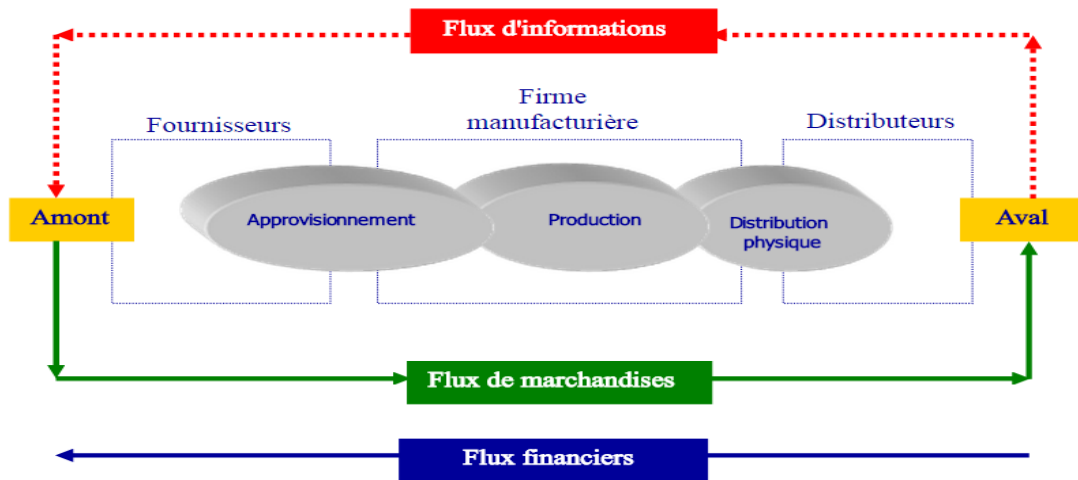 Flux d'informations
Firme
manufacturière
Fournisseurs
Distributeurs
Amont
Approvisionnement
Production
Distribution
physique
Aval
Flux de marchandises
Flux financiers